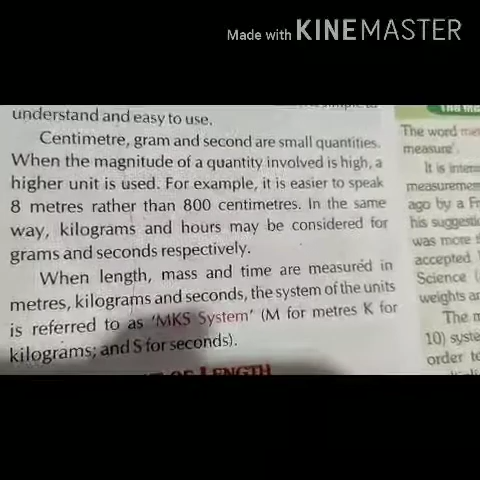 Made with KINEMASTER
understand and easy to use.
Centimetre, gram and second are small quantities.
When the magnitude of a quantity involved is high, a
higher unit is used. For example, it is easier to speak
8 metres rather than 800 centimetres. In the same
way, kilograms and hours may be considered for
grams and seconds respectively.
When length, mass and time are measured in
metres, kilograms and seconds, the system of the units
is referred to as 'MKS System' (M for metres K for
kilograms; and S for seconds).
OF LENGTH
The word
measure'.
It is
ago by a
his
was more
accepted.
Science
weights
The
10)
order